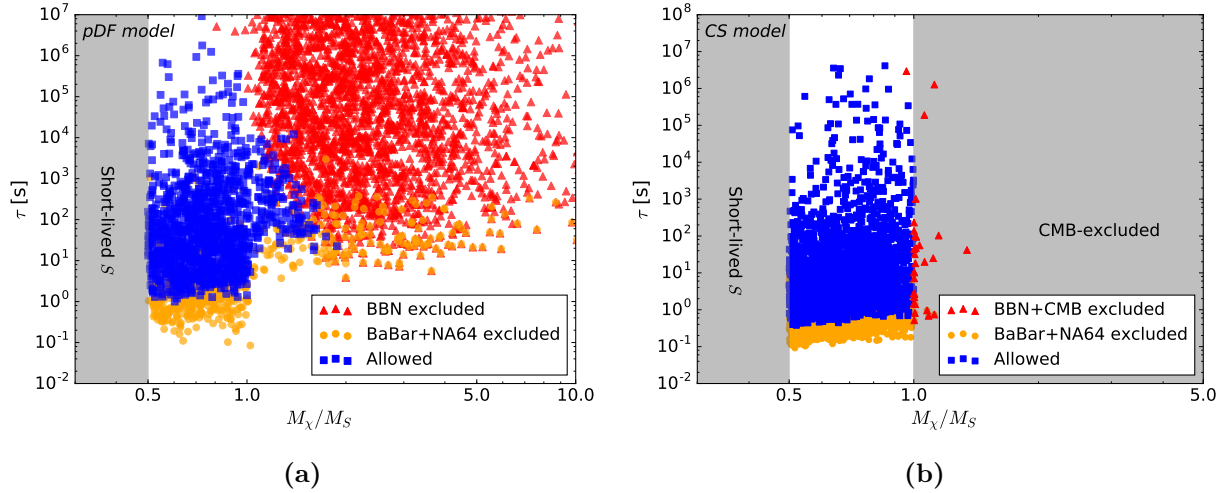 pDF model
10^7
10^6
10^5
10^4
10^3
10^2
10^1
10^0
10^{-1}
10^{-2}
τ [s]
Short-lived S
BBN excluded
BaBar+NA64 excluded
Allowed
0.5 1.0 5.0 10.0
M_χ/M_S
(a)
CS model
10^8
10^7
10^6
10^5
10^4
10^3
10^2
10^1
10^0
10^{-1}
10^{-2}
τ [s]
Short-lived S
CMB-excluded
BBN+CMB excluded
BaBar+NA64 excluded
Allowed
0.5 1.0 5.0
M_χ/M_S
(b)